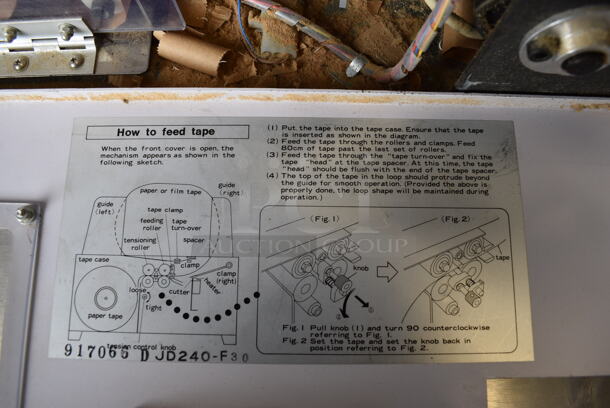 How to feed tape
When the front cover is open, the
mechanism appears as shown in the
following sketch.
(1) Put the tape into the tape case. Ensure that the tape
is inserted as shown in the diagram.
(2) Feed the tape through the rollers and clamps. Feed
80cm of tape past the last set of rollers.
(3) Feed the tape through the "tape turn-over" and fix the
tape "head" at the tape spacer. At this time, the tape
"head" should be flush with the end of the tape spacer.
(4) The top of the tape in the loop should protrude beyond
the guide for smooth operation. (Provided the above is
properly done, the loop shape will be maintained during
operation.)
guide
(left)
paper or film tape
guide
(right)
tape clamp
feeding
roller
tape
turn-over
tensioning
roller
spacer
tape case
clamp
clamp
(right)
loose
tight
cutter
heater
paper tape
tension control knob
917066 D JD240-F30
(Fig. 1)
knob
(Fig. 2)
tape
Fig. 1 Pull knob (1) and turn 90 counterclockwise
referring to Fig. 1.
Fig. 2 Set the tape and set the knob back in
position referring to Fig. 2.
AUCTION GROUP